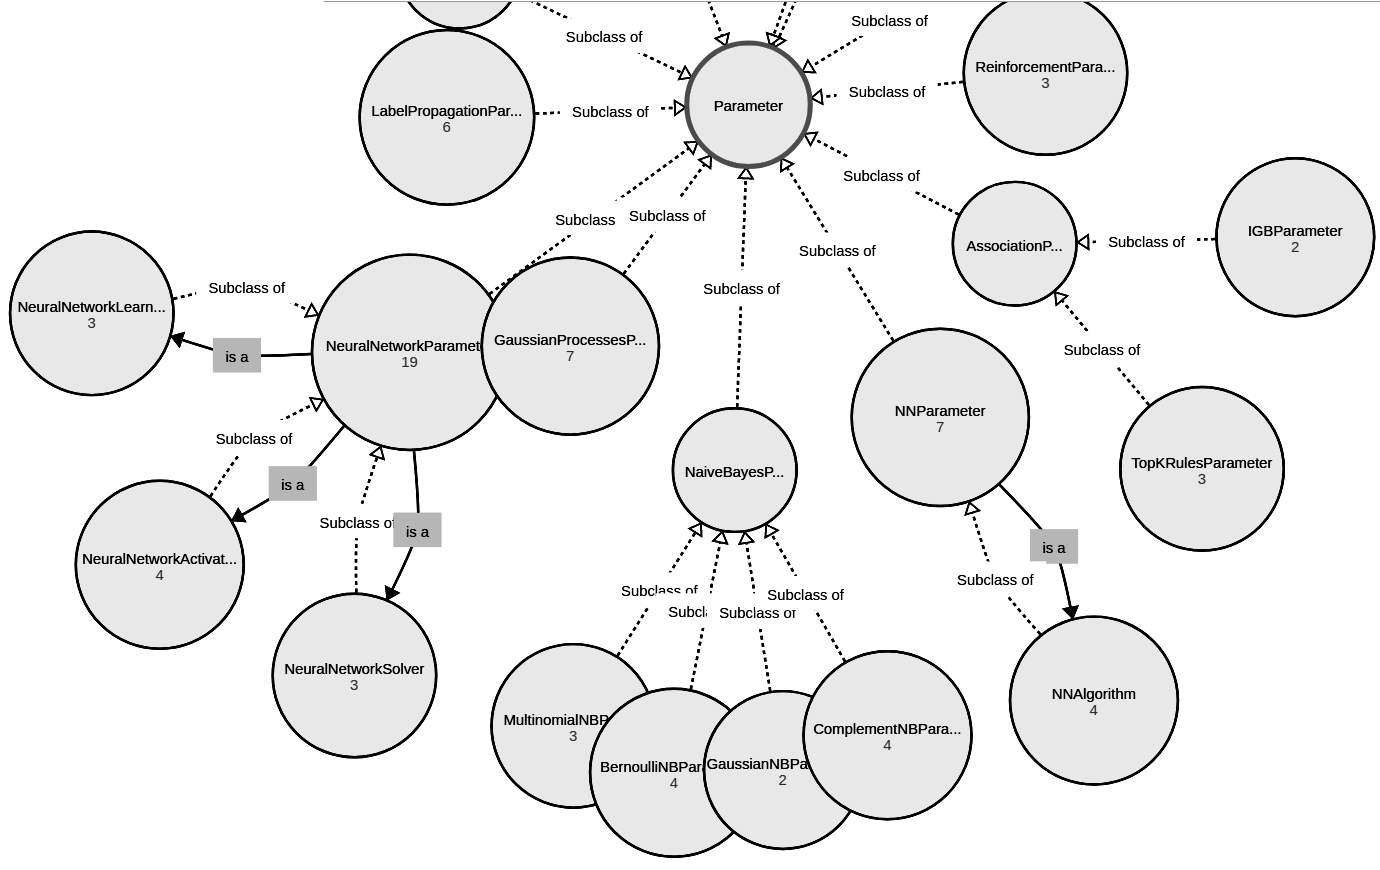 Subclass of
Subclass of
Subclass of
LabelPropagationPar...
6
Subclass of
Parameter
Subclass of
ReinforcementPara...
3
Subclass of
Subclass
Subclass of
Subclass of
AssociationP...
Subclass of
IGBParameter
2
NeuralNetworkLearn...
3
Subclass of
is a
NeuralNetworkParamet
19
GaussianProcessesP...
7
Subclass of
Subclass of
NNParameter
7
TopKRulesParameter
3
Subclass of
is a
NaiveBayesP...
NeuralNetworkActivat...
4
Subclass of
is a
is a
Subclass of
NeuralNetworkSolver
3
Subclass of
Subcl
Subclass of
Subclass of
NNAlgorithm
4
MultinomialNBP
3
BernoulliNBPar
4
GaussianNBPa
2
ComplementNBPara...
4